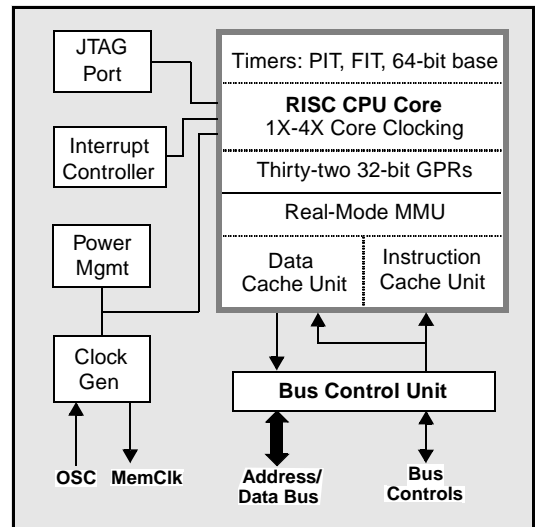 JTAG
Port
Interrupt
Controller
Power
Mgmt
Clock
Gen
OSC
MemClk
Timers: PIT, FIT, 64-bit base
RISC CPU Core
1X-4X Core Clocking
Thirty-two 32-bit GPRs
Real-Mode MMU
Data
Cache Unit
Instruction
Cache Unit
Bus Control Unit
Address/
Data Bus
Bus
Controls